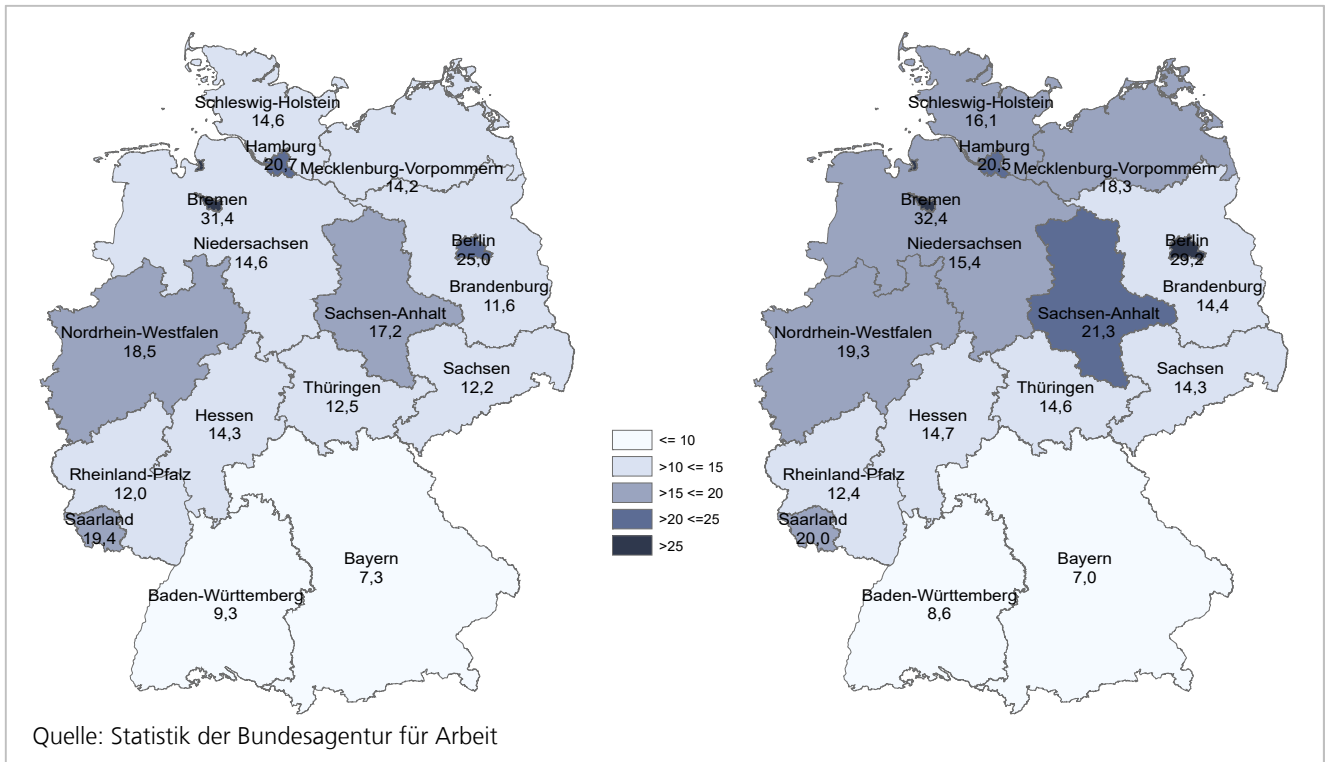 Schleswig-Holstein
14,6
Hamburg
20,7
Mecklenburg-Vorpommern
14,2
Bremen
31,4
Niedersachsen
14,6
Berlin
25,0
Brandenburg
11,6
Sachsen-Anhalt
17,2
Nordrhein-Westfalen
18,5
Sachsen
12,2
Thüringen
12,5
Hessen
14,3
Rheinland-Pfalz
12,0
Saarland
19,4
Bayern
7,3
Baden-Württemberg
9,3
<= 10
>10 <= 15
>15 <= 20
>20 <=25
>25
Schleswig-Holstein
16,1
Hamburg
20,5
Mecklenburg-Vorpommern
18,3
Bremen
32,4
Niedersachsen
15,4
Berlin
29,2
Brandenburg
14,4
Sachsen-Anhalt
21,3
Nordrhein-Westfalen
19,3
Sachsen
14,3
Thüringen
14,6
Hessen
14,7
Rheinland-Pfalz
12,4
Saarland
20,0
Bayern
7,0
Baden-Württemberg
8,6
Quelle: Statistik der Bundesagentur für Arbeit